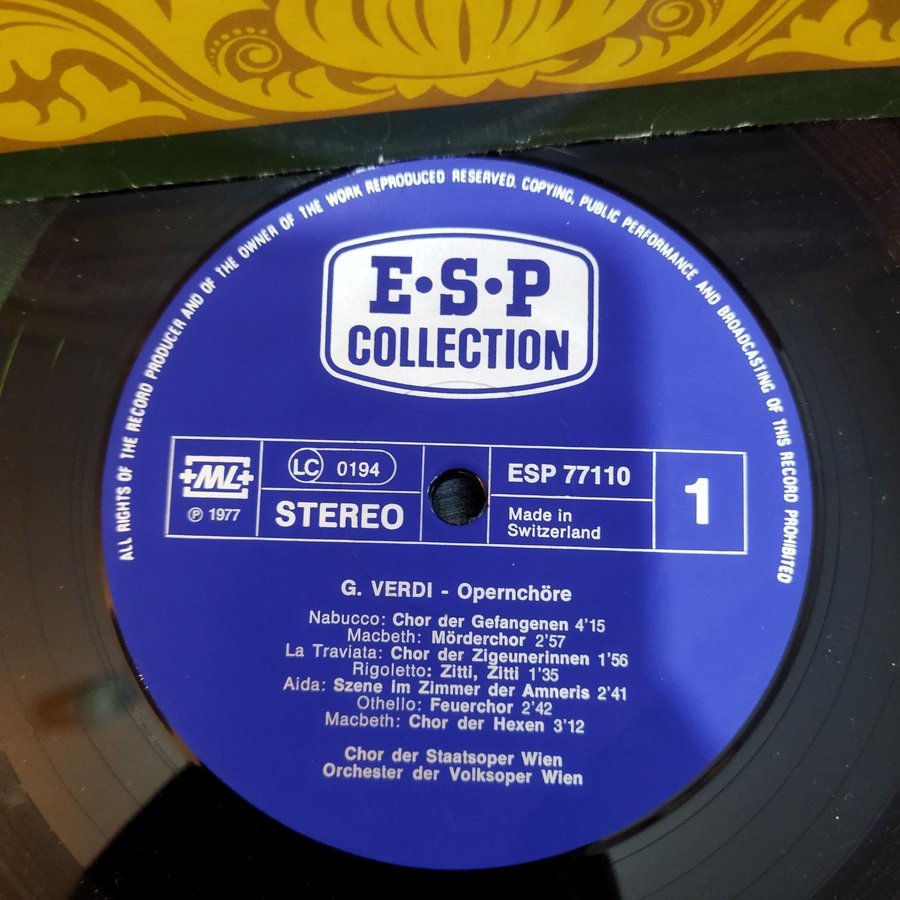 ALL RIGHTS OF THE RECORD PRODUCER AND OF THE OWNER OF THE WORK REPRODUCED RESERVED. COPYING, PUBLIC PERFORMANCE AND BROADCASTING OF THIS RECORD PROHIBITED
E·S·P
COLLECTION
+ML+
℗ 1977
LC 0194
STEREO
ESP 77110
Made in
Switzerland
1
G. VERDI - Opernchöre
Nabucco: Chor der Gefangenen 4'15
Macbeth: Mörderchor 2'57
La Traviata: Chor der Zigeunerinnen 1'56
Rigoletto: Zitti, Zitti 1'35
Aida: Szene im Zimmer der Amneris 2'41
Othello: Feuerchor 2'42
Macbeth: Chor der Hexen 3'12
Chor der Staatsoper Wien
Orchester der Volksoper Wien